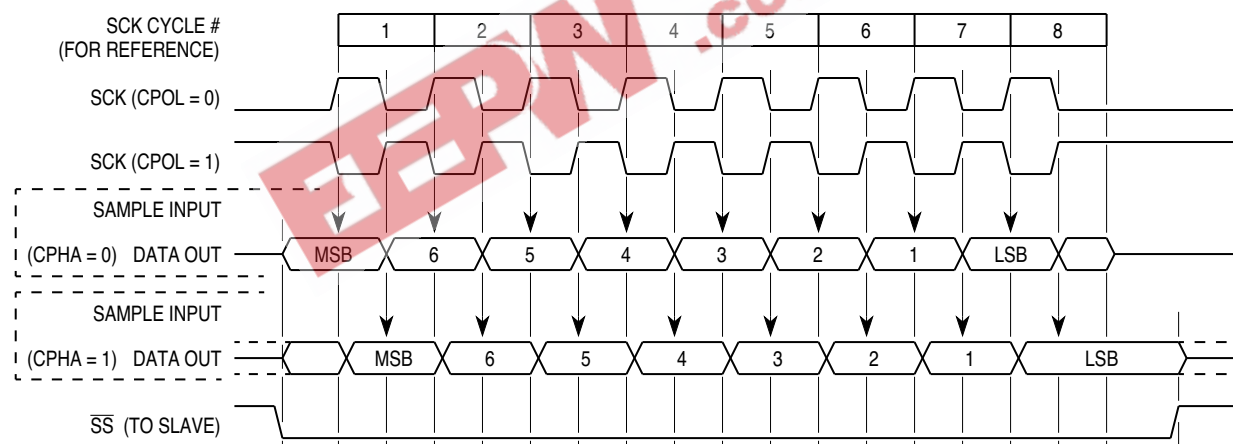 SCK CYCLE #
(FOR REFERENCE)
1 2 3 4 5 6 7 8
SCK (CPOL = 0)
SCK (CPOL = 1)
SAMPLE INPUT
(CPHA = 0) DATA OUT
MSB 6 5 4 3 2 1 LSB
SAMPLE INPUT
(CPHA = 1) DATA OUT
MSB 6 5 4 3 2 1 LSB
SS (TO SLAVE)
EEPW.co